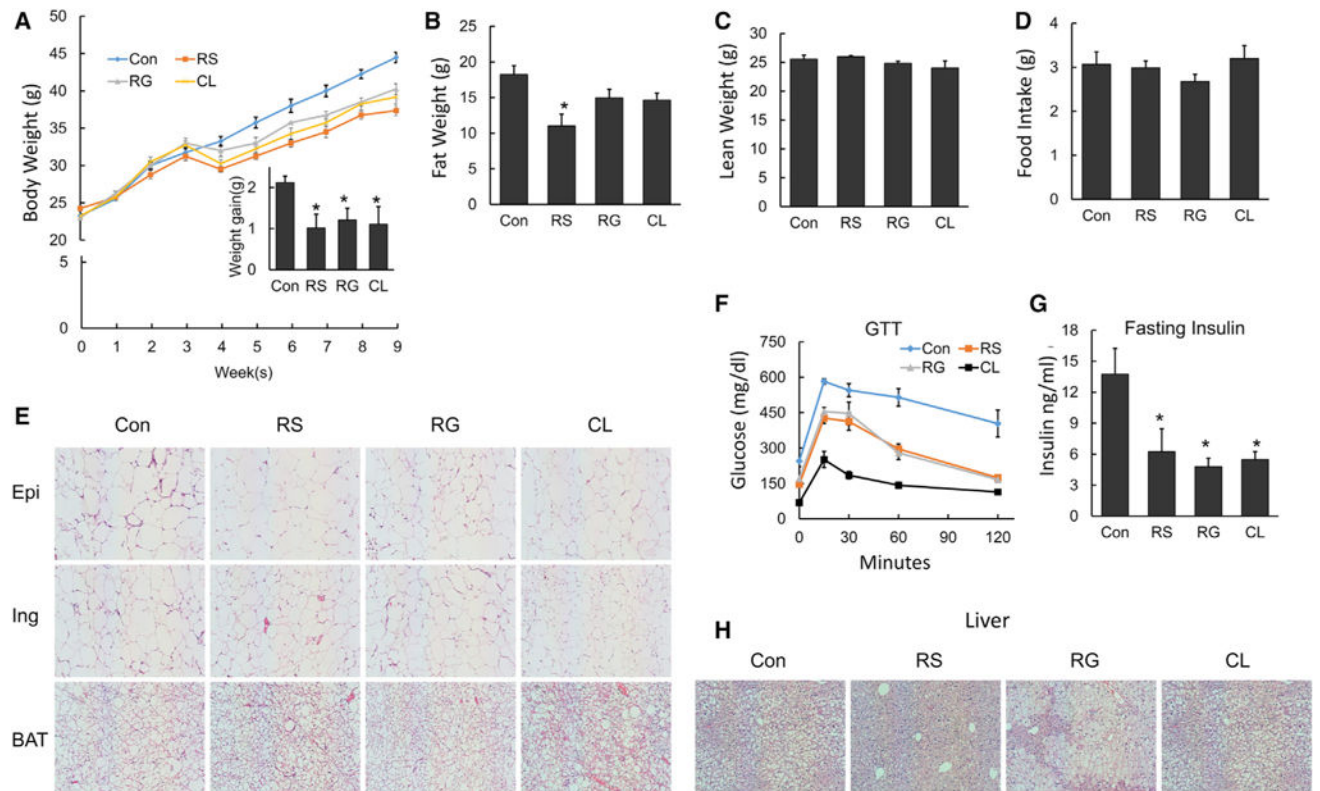 A
Con
RS
RG
CL
Body Weight (g)
50
45
40
35
30
25
20
5
0
0 1 2 3 4 5 6 7 8 9
Week(s)
Weight gain(g)
2
1
0
* * *
Con RS RG CL
B
Fat Weight (g)
25
20
15
10
5
0
*
Con RS RG CL
C
Lean Weight (g)
30
25
20
15
10
5
0
Con RS RG CL
D
Food Intake (g)
4
3
2
1
0
Con RS RG CL
E
Con RS RG CL
Epi
Ing
BAT
F
GTT
Con
RS
RG
CL
Glucose (mg/dl)
750
600
450
300
150
0
0 30 60 90 120
Minutes
G
Fasting Insulin
Insulin ng/ml)
18
15
12
9
6
3
0
* * *
Con RS RG CL
H
Liver
Con RS RG CL